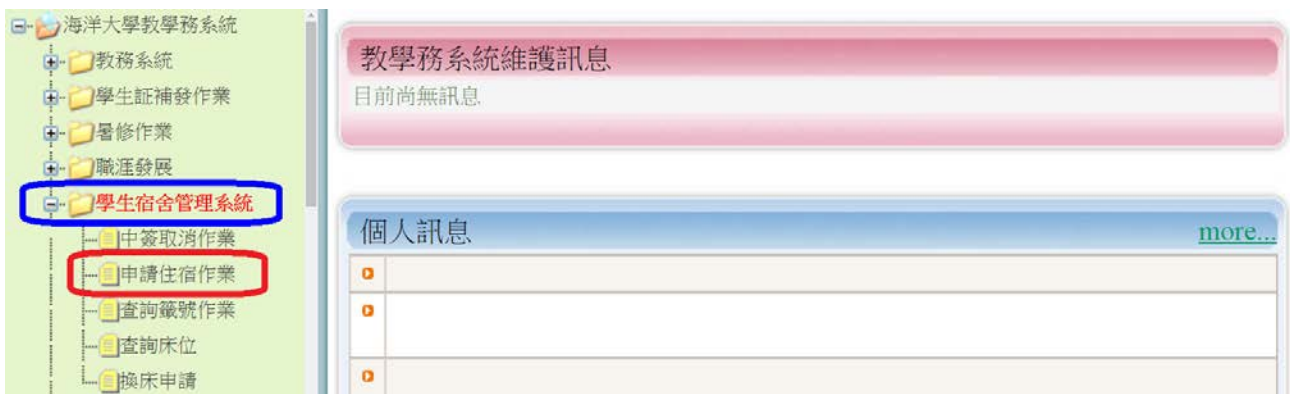 海洋大學教學務系統
教務系統
學生証補發作業
暑修作業
職涯發展
學生宿舍管理系統
中簽取消作業
申請住宿作業
查詢籤號作業
查詢床位
換床申請
教學務系統維護訊息
目前尚無訊息
個人訊息
more...